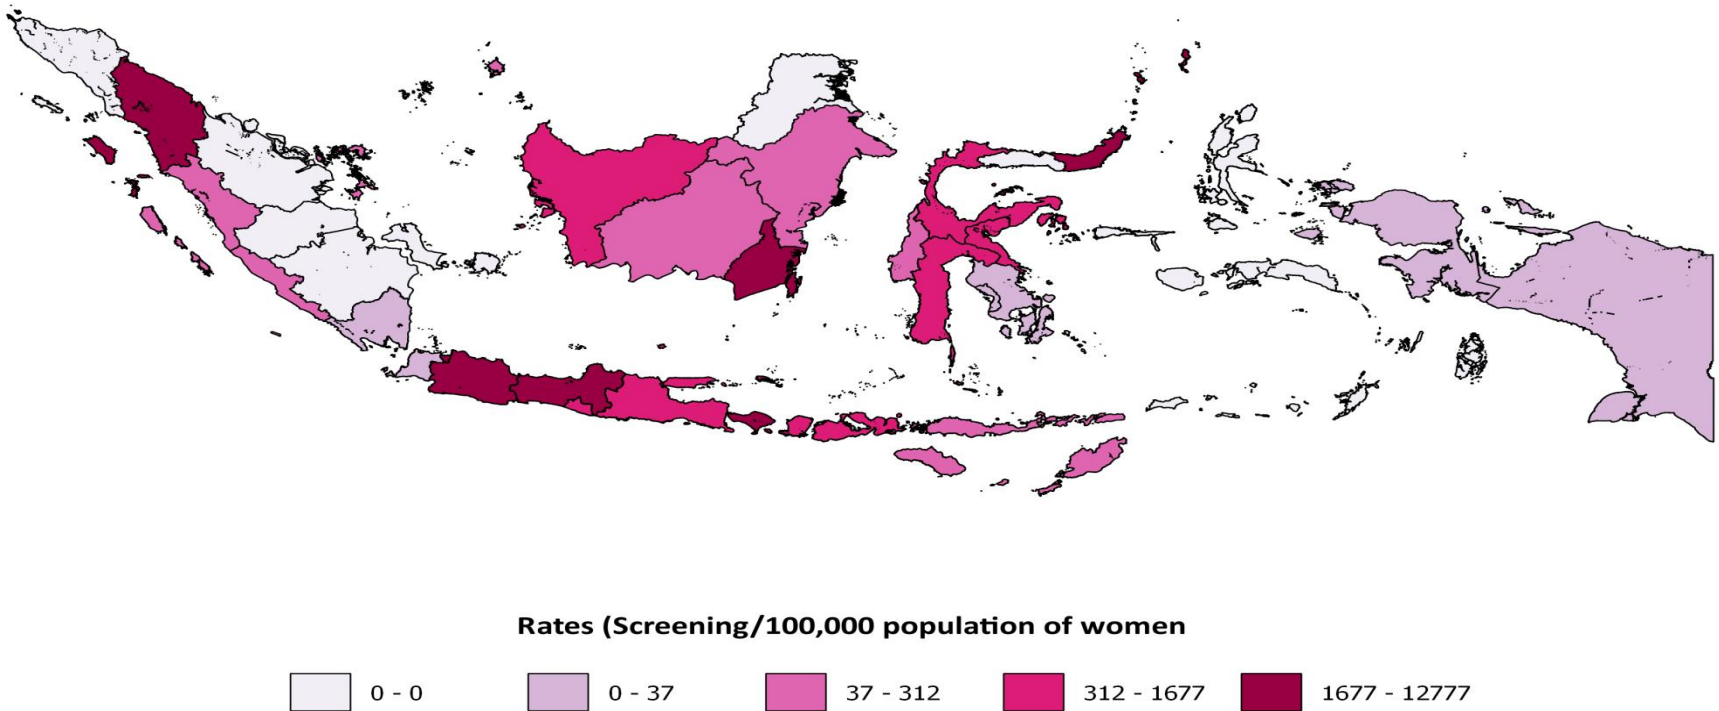 Rates (Screening/100,000 population of women
0 - 0 0 - 37 37 - 312 312 - 1677 1677 - 12777